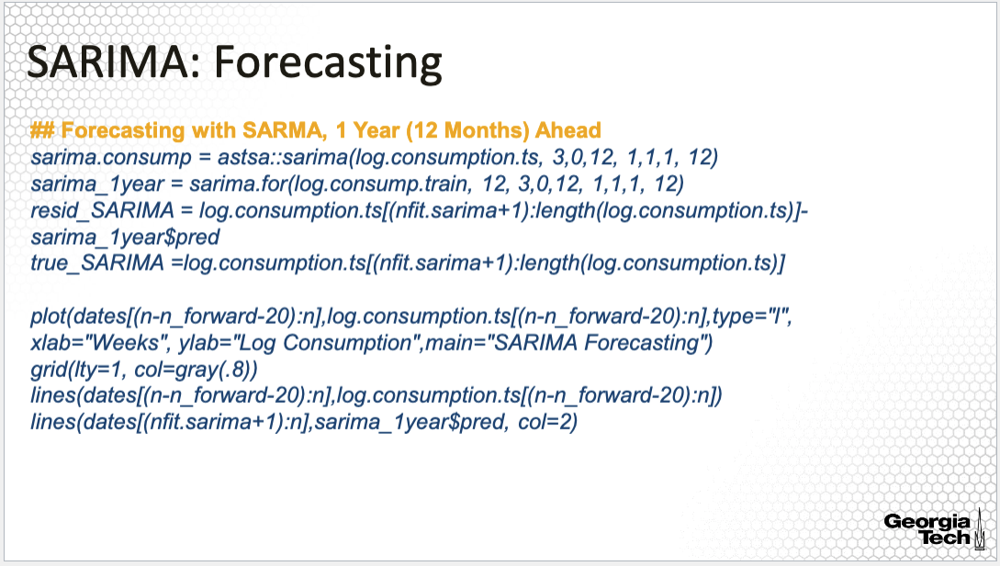 SARIMA: Forecasting
## Forecasting with SARMA, 1 Year (12 Months) Ahead
sarima.consump = astsa::sarima(log.consumption.ts, 3,0,12, 1,1,1, 12)
sarima_1year = sarima.for(log.consump.train, 12, 3,0,12, 1,1,1, 12)
resid_SARIMA = log.consumption.ts[(nfit.sarima+1):length(log.consumption.ts)]-
sarima_1year$pred
true_SARIMA =log.consumption.ts[(nfit.sarima+1):length(log.consumption.ts)]
plot(dates[(n-n_forward-20):n],log.consumption.ts[(n-n_forward-20):n],type="l",
xlab="Weeks", ylab="Log Consumption",main="SARIMA Forecasting")
grid(lty=1, col=gray(.8))
lines(dates[(n-n_forward-20):n],log.consumption.ts[(n-n_forward-20):n])
lines(dates[(nfit.sarima+1):n],sarima_1year$pred, col=2)
Georgia
Tech